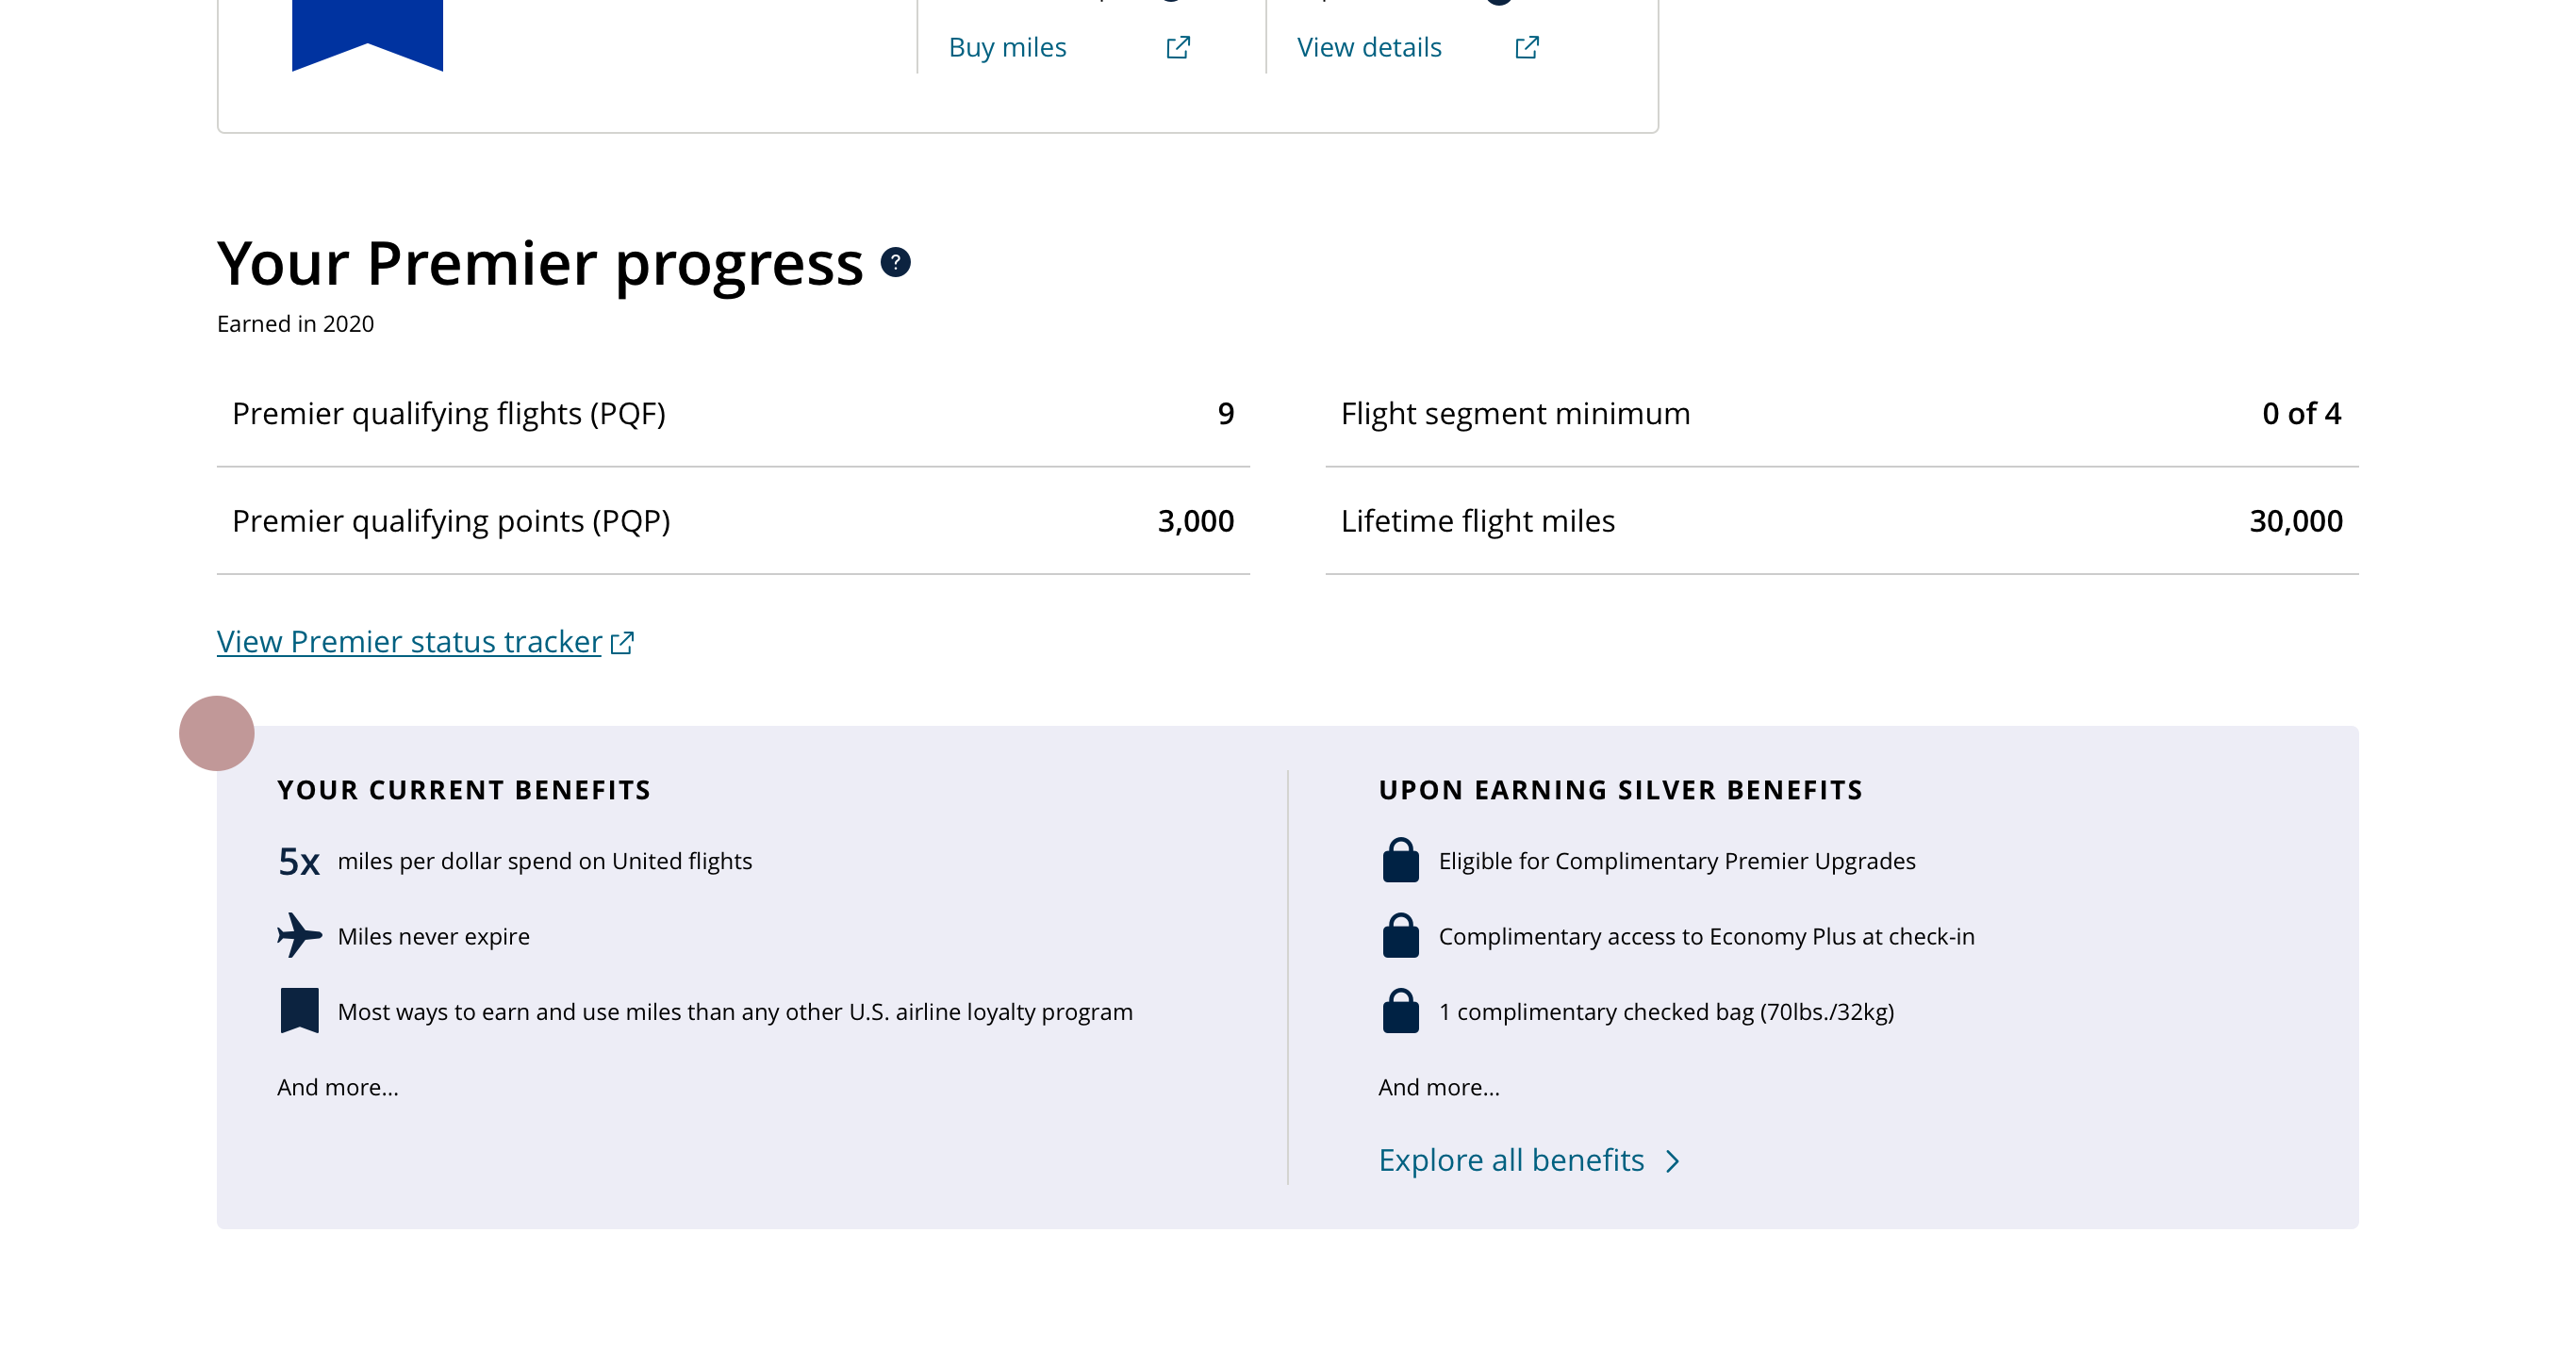 Buy miles
View details
Your Premier progress ?
Earned in 2020
Premier qualifying flights (PQF) 9
Flight segment minimum 0 of 4
Premier qualifying points (PQP) 3,000
Lifetime flight miles 30,000
View Premier status tracker
YOUR CURRENT BENEFITS
5x miles per dollar spend on United flights
Miles never expire
Most ways to earn and use miles than any other U.S. airline loyalty program
And more...
UPON EARNING SILVER BENEFITS
Eligible for Complimentary Premier Upgrades
Complimentary access to Economy Plus at check-in
1 complimentary checked bag (70lbs./32kg)
And more...
Explore all benefits